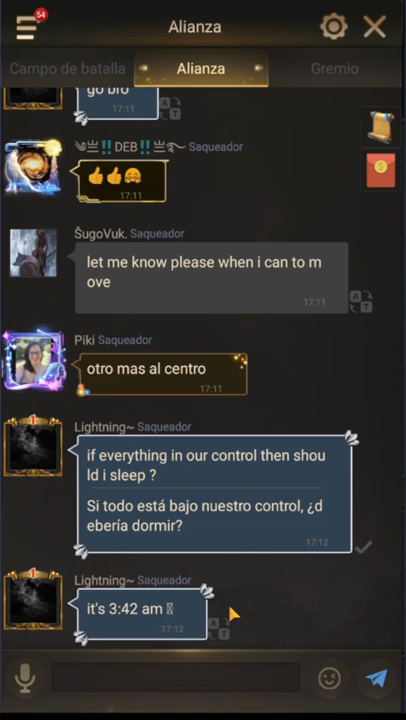 54
Alianza
Campo de batalla
Alianza
Gremio
go bro
17:11
DEB Saqueador
17:11
ŠugoVuk. Saqueador
let me know please when i can to m
ove
17:11
Piki Saqueador
otro mas al centro
17:11
Lightning~ Saqueador
if everything in our control then shou
ld i sleep ?
Si todo está bajo nuestro control, ¿d
ebería dormir?
17:12
Lightning~ Saqueador
it's 3:42 am
17:12